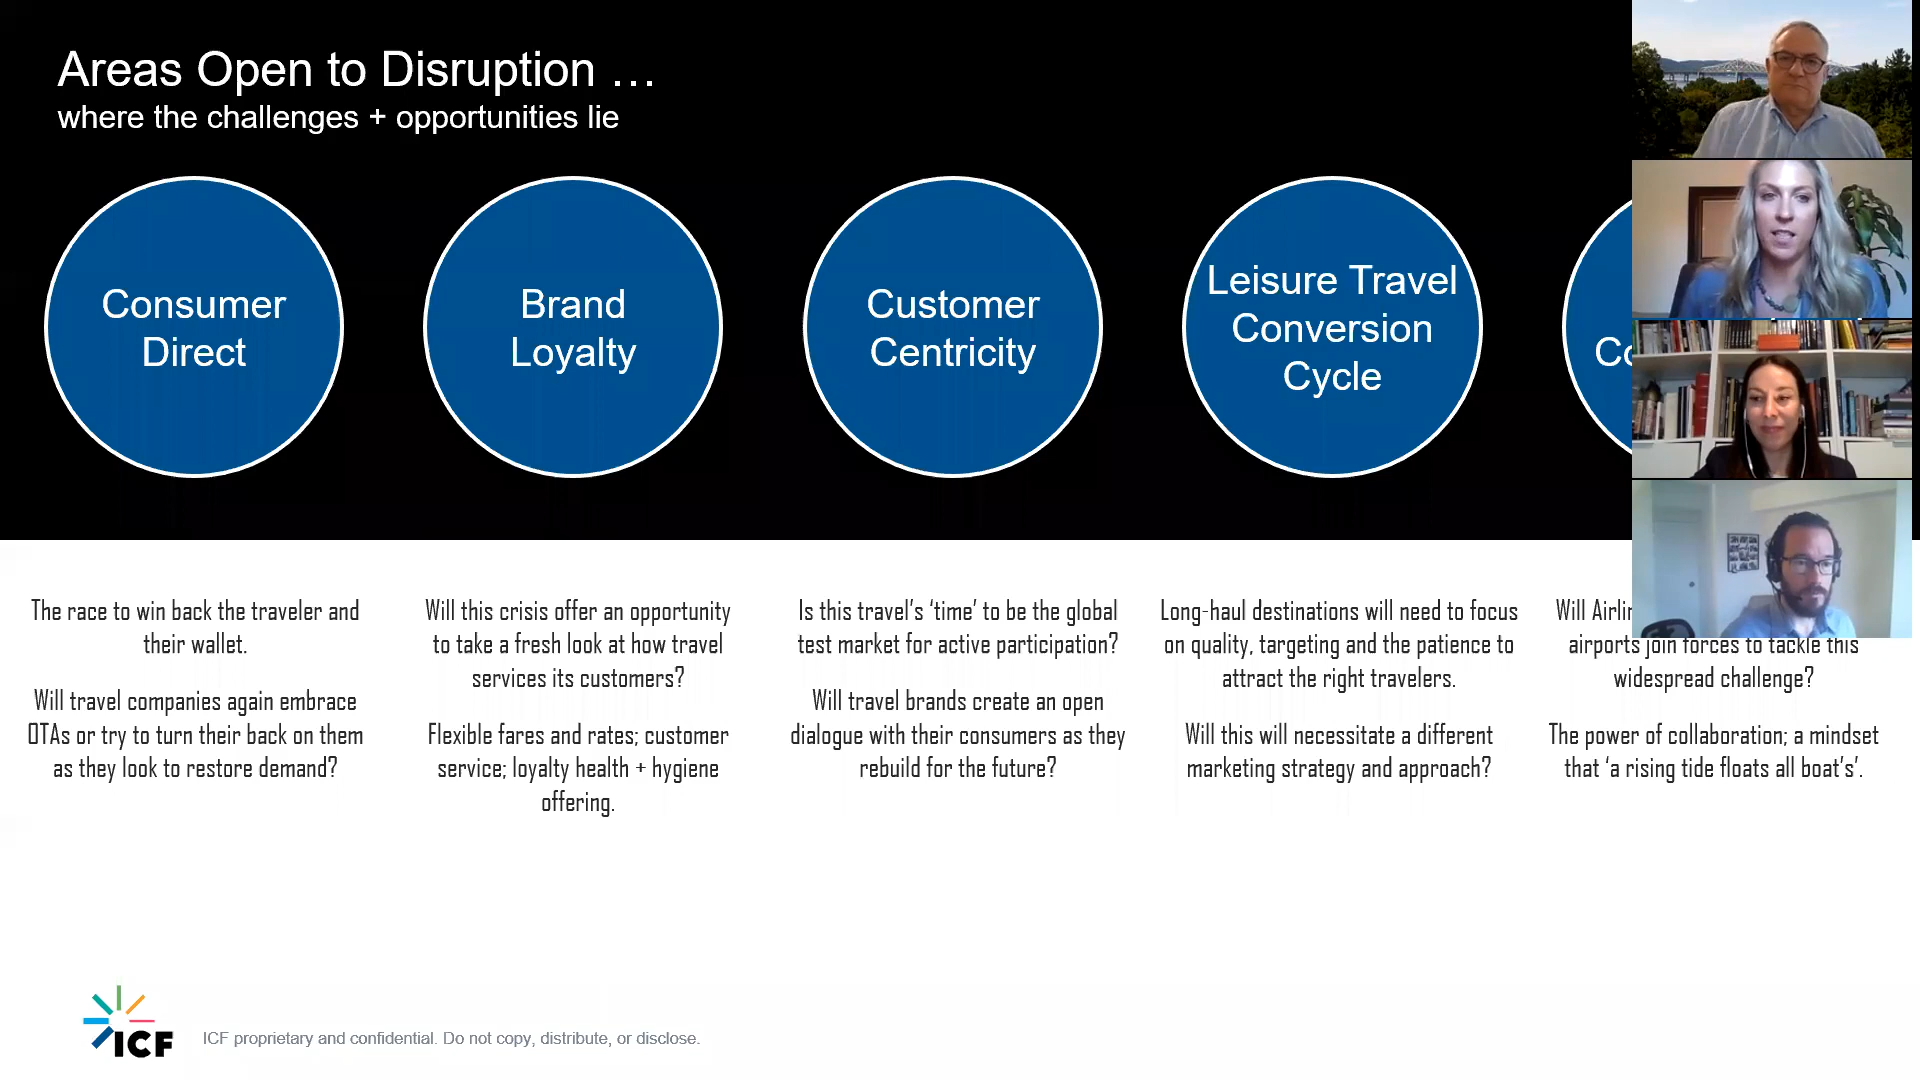 Areas Open to Disruption …
where the challenges + opportunities lie
Consumer
Direct
Brand
Loyalty
Customer
Centricity
Leisure Travel
Conversion
Cycle
The race to win back the traveler and
their wallet.
Will travel companies again embrace
OTAs or try to turn their back on them
as they look to restore demand?
Will this crisis offer an opportunity
to take a fresh look at how travel
services its customers?
Flexible fares and rates; customer
service; loyalty health + hygiene
offering.
Is this travel’s ‘time’ to be the global
test market for active participation?
Will travel brands create an open
dialogue with their consumers as they
rebuild for the future?
Long-haul destinations will need to focus
on quality, targeting and the patience to
attract the right travelers.
Will this will necessitate a different
marketing strategy and approach?
Will
airports join forces to tackle this
widespread challenge?
The power of collaboration; a mindset
that ‘a rising tide floats all boat’s’.
ICF
ICF proprietary and confidential. Do not copy, distribute, or disclose.